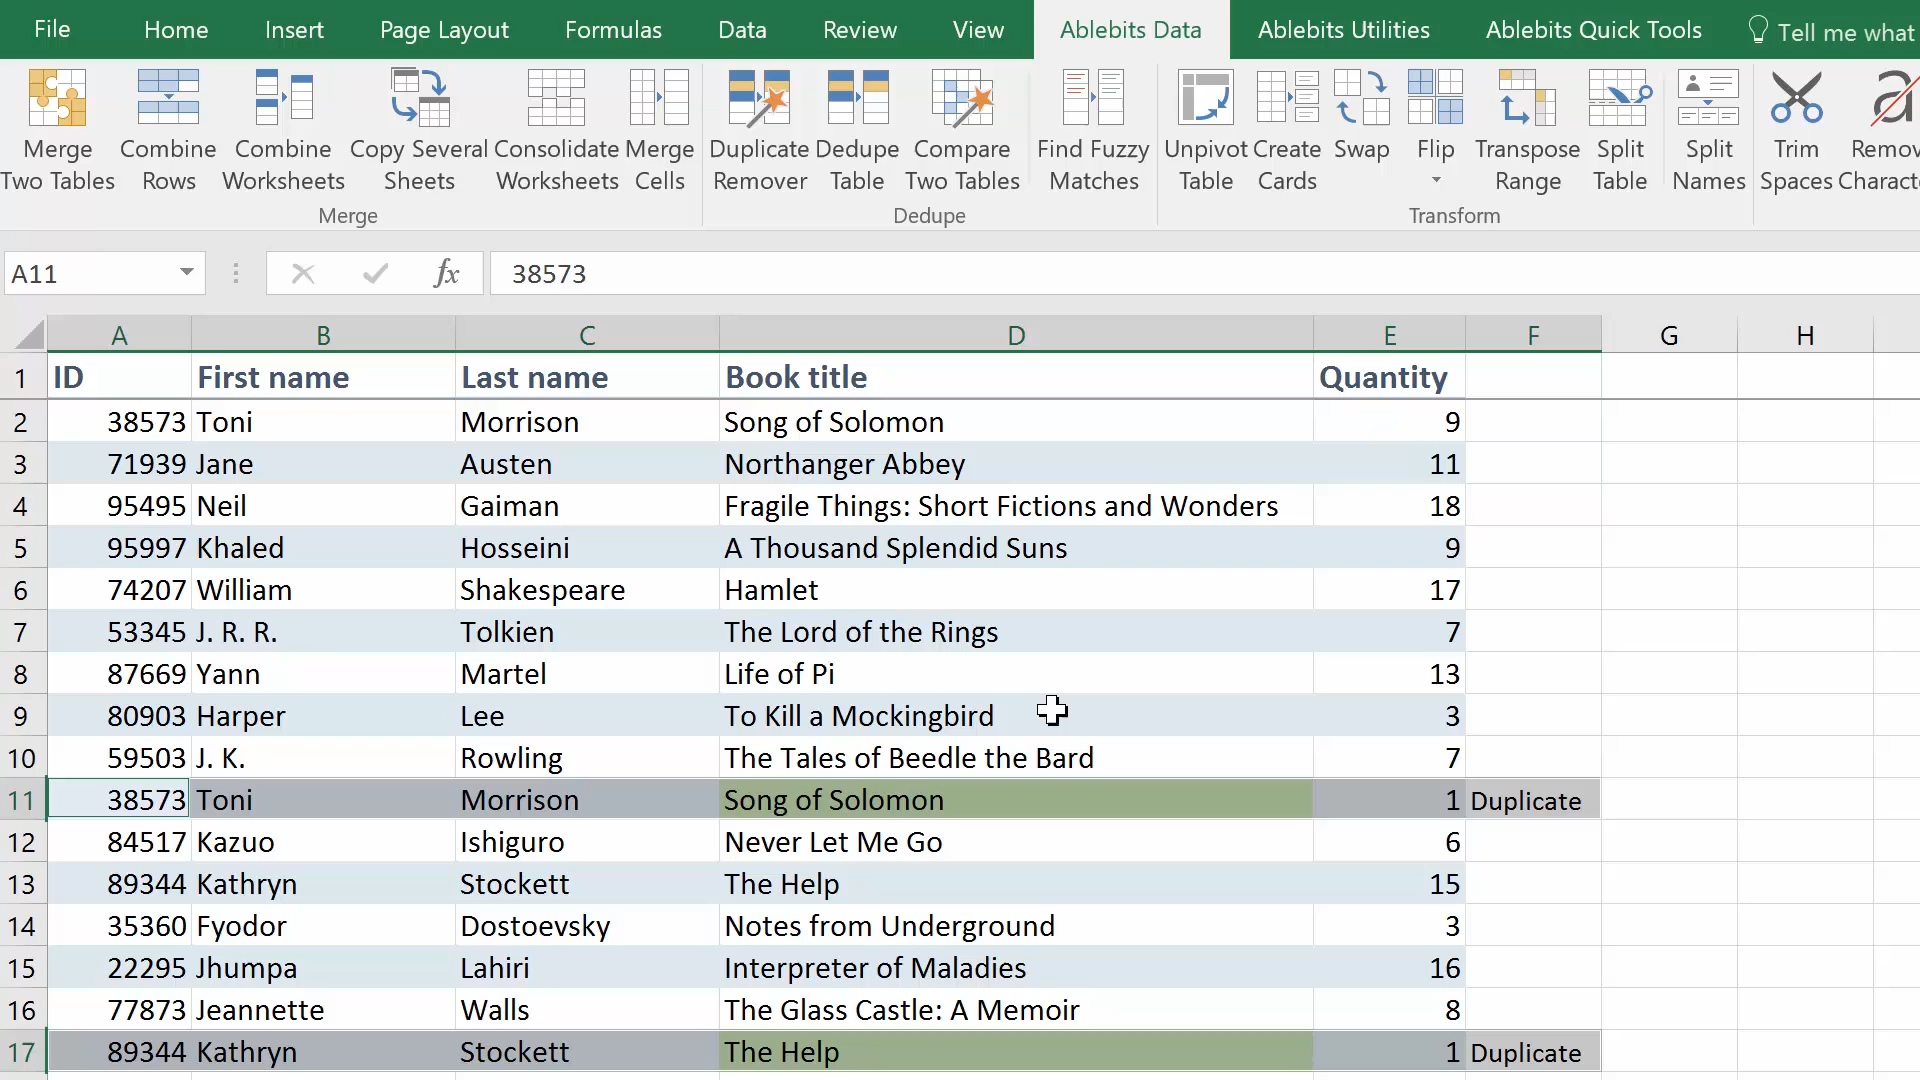 File Home Insert Page Layout Formulas Data Review View Ablebits Data Ablebits Utilities Ablebits Quick Tools Tell me what
Merge Combine Combine Copy Several Consolidate Merge Duplicate Dedupe Compare Find Fuzzy Unpivot Create Swap Flip Transpose Split Split Trim Remov
Two Tables Rows Worksheets Sheets Worksheets Cells Remover Table Two Tables Matches Table Cards Range Table Names Spaces Charact
Merge Dedupe Transform
A11 fx 38573
A B C D E F G H
1 ID First name Last name Book title Quantity
2 38573 Toni Morrison Song of Solomon 9
3 71939 Jane Austen Northanger Abbey 11
4 95495 Neil Gaiman Fragile Things: Short Fictions and Wonders 18
5 95997 Khaled Hosseini A Thousand Splendid Suns 9
6 74207 William Shakespeare Hamlet 17
7 53345 J. R. R. Tolkien The Lord of the Rings 7
8 87669 Yann Martel Life of Pi 13
9 80903 Harper Lee To Kill a Mockingbird 3
10 59503 J. K. Rowling The Tales of Beedle the Bard 7
11 38573 Toni Morrison Song of Solomon 1 Duplicate
12 84517 Kazuo Ishiguro Never Let Me Go 6
13 89344 Kathryn Stockett The Help 15
14 35360 Fyodor Dostoevsky Notes from Underground 3
15 22295 Jhumpa Lahiri Interpreter of Maladies 16
16 77873 Jeannette Walls The Glass Castle: A Memoir 8
17 89344 Kathryn Stockett The Help 1 Duplicate